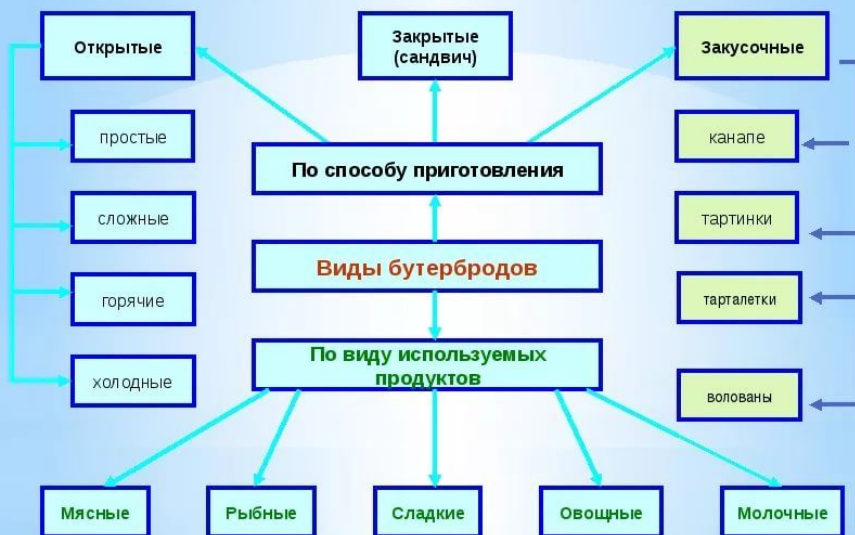 Открытые
Закрытые
(сандвич)
Закусочные
простые
канапе
По способу приготовления
сложные
тартинки
Виды бутербродов
горячие
тарталетки
По виду используемых
продуктов
холодные
волованы
Мясные
Рыбные
Сладкие
Овощные
Молочные